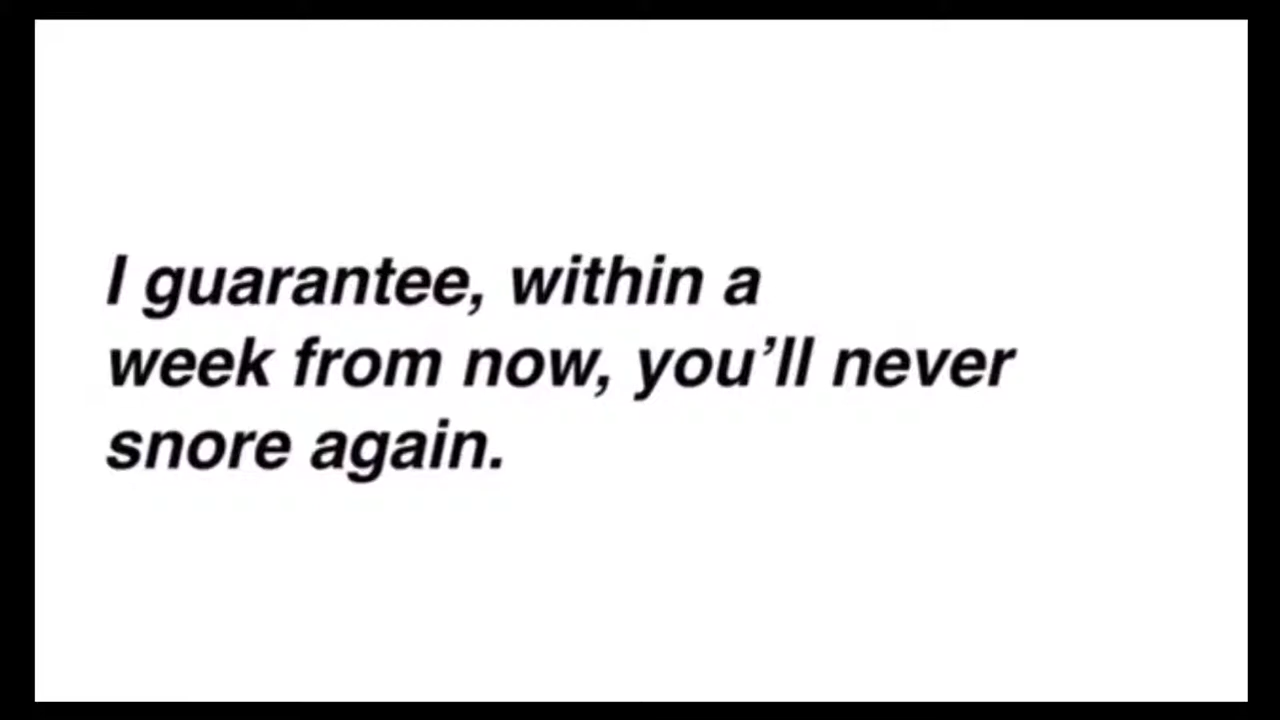 I guarantee, within a
week from now, you’ll never
snore again.